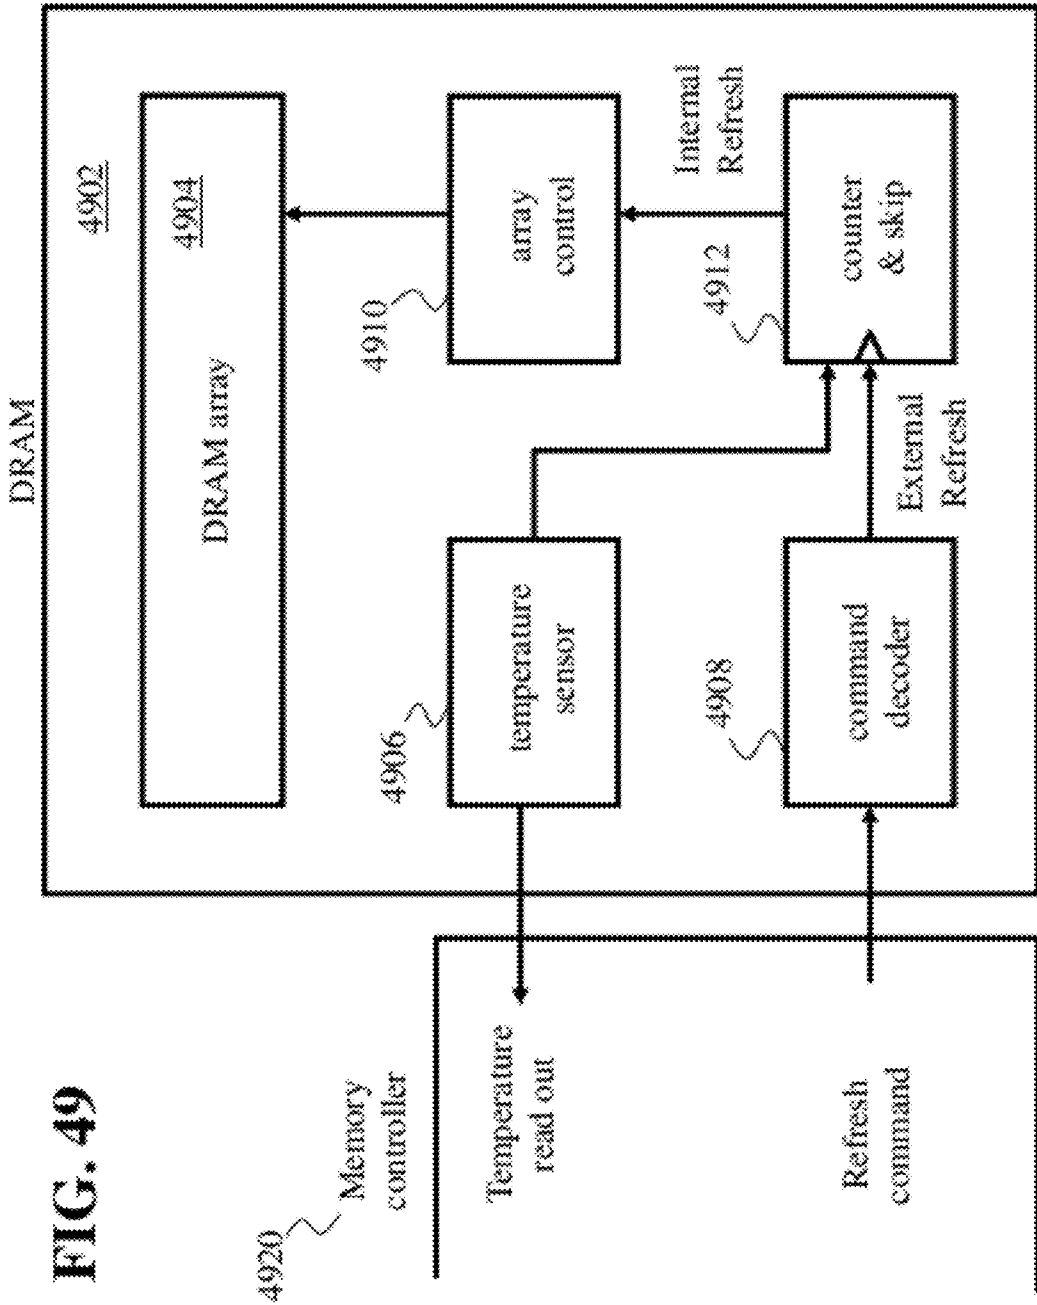 FIG. 49
DRAM
4902
DRAM array
4904
4920
Memory
controller
Temperature
read out
4906
temperature
sensor
4910
array
control
Internal
Refresh
Refresh
command
4908
command
decoder
External
Refresh
4912
counter
& skip